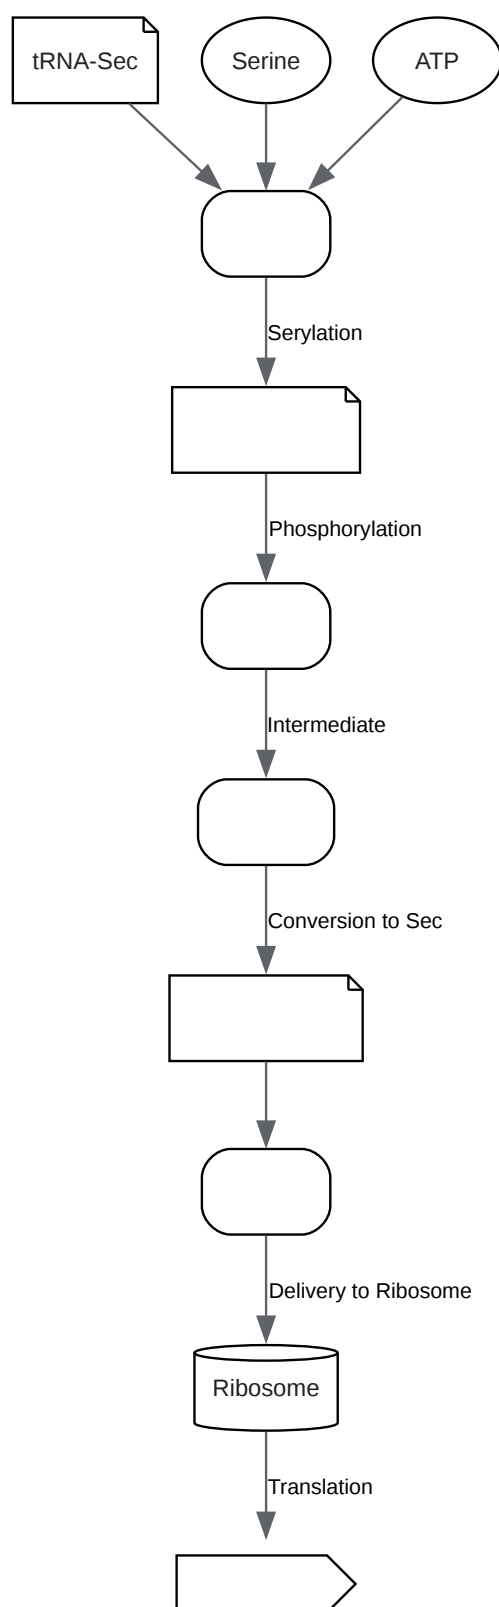 tRNA-Sec
Serine
ATP
Serylation
Phosphorylation
Intermediate
Conversion to Sec
Delivery to Ribosome
Ribosome
Translation